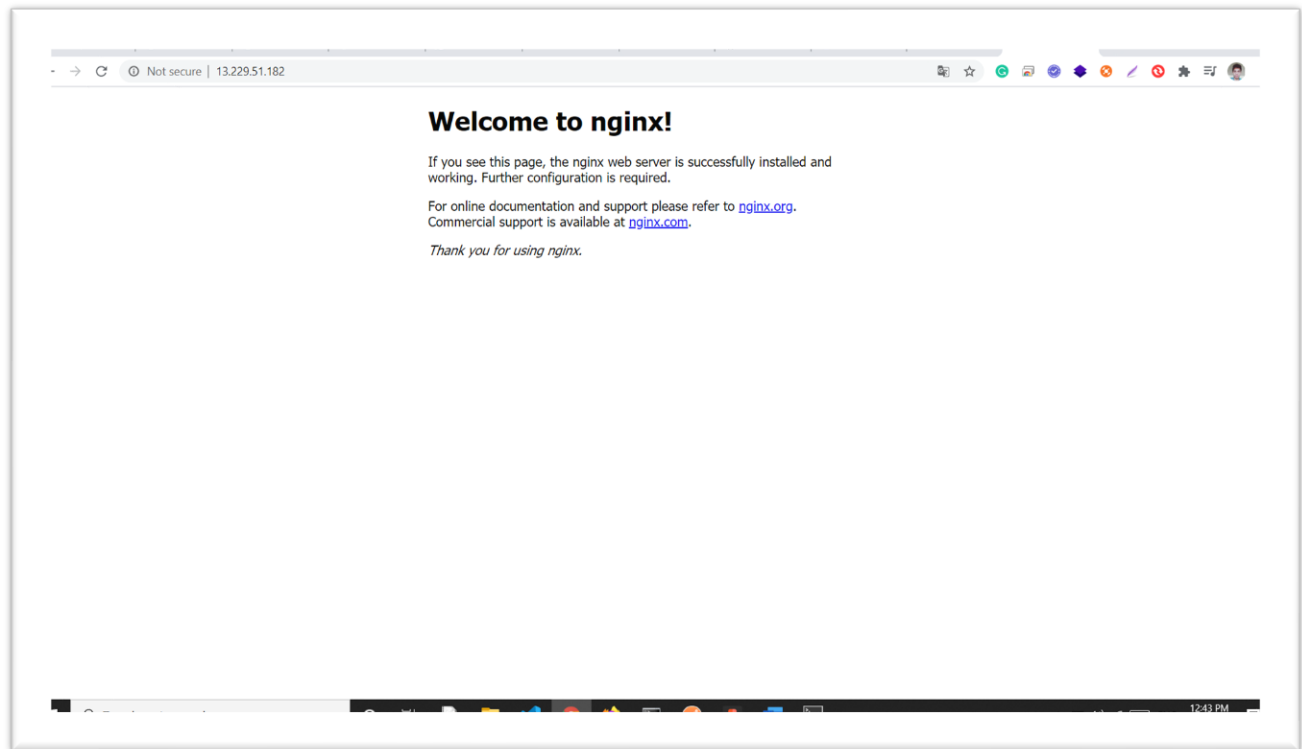 Not secure | 13.229.51.182
Welcome to nginx!
If you see this page, the nginx web server is successfully installed and
working. Further configuration is required.
For online documentation and support please refer to nginx.org.
Commercial support is available at nginx.com.
Thank you for using nginx.
12:43 PM